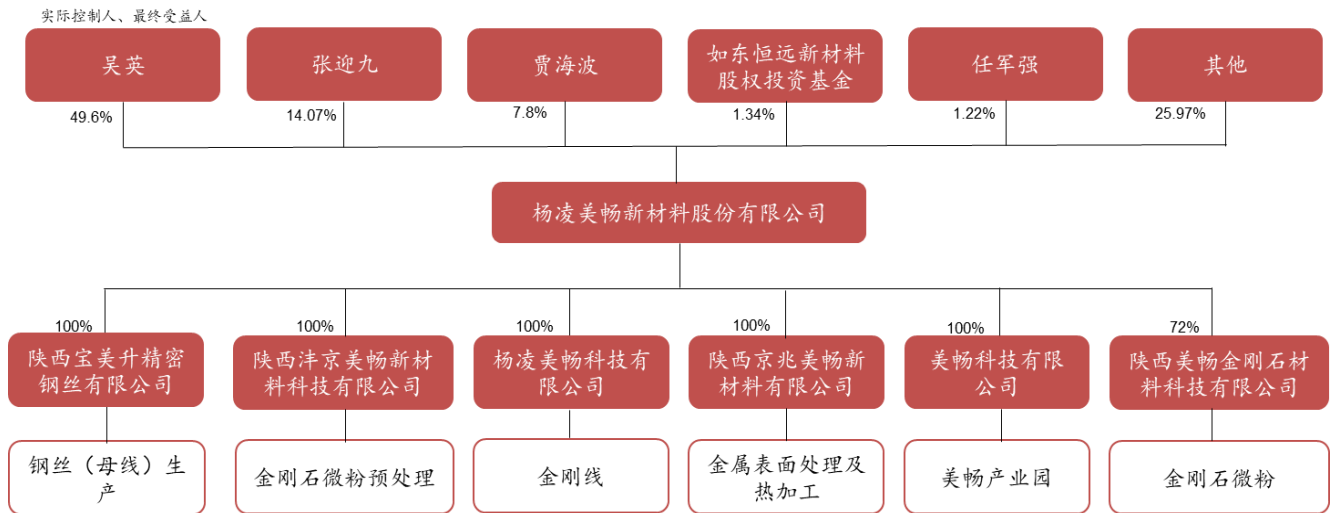 实际控制人、最终受益人
吴英
张迎九
贾海波
如东恒远新材料
股权投资基金
任军强
其他
49.6%
14.07%
7.8%
1.34%
1.22%
25.97%
杨凌美畅新材料股份有限公司
100%
100%
100%
100%
100%
72%
陕西宝美升精密
钢丝有限公司
陕西沣京美畅新材
料科技有限公司
杨凌美畅科技有
限公司
陕西京兆美畅新
材料有限公司
美畅科技有限
公司
陕西美畅金刚石材
料科技有限公司
钢丝（母线）生
产
金刚石微粉预处理
金刚线
金属表面处理及
热加工
美畅产业园
金刚石微粉